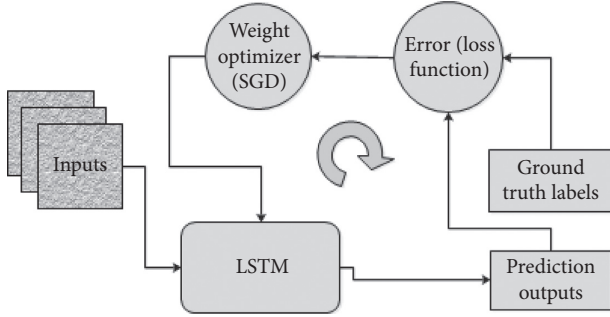 Weight
optimizer
(SGD)
Error (loss
function)
Inputs
Ground
truth labels
LSTM
Prediction
outputs